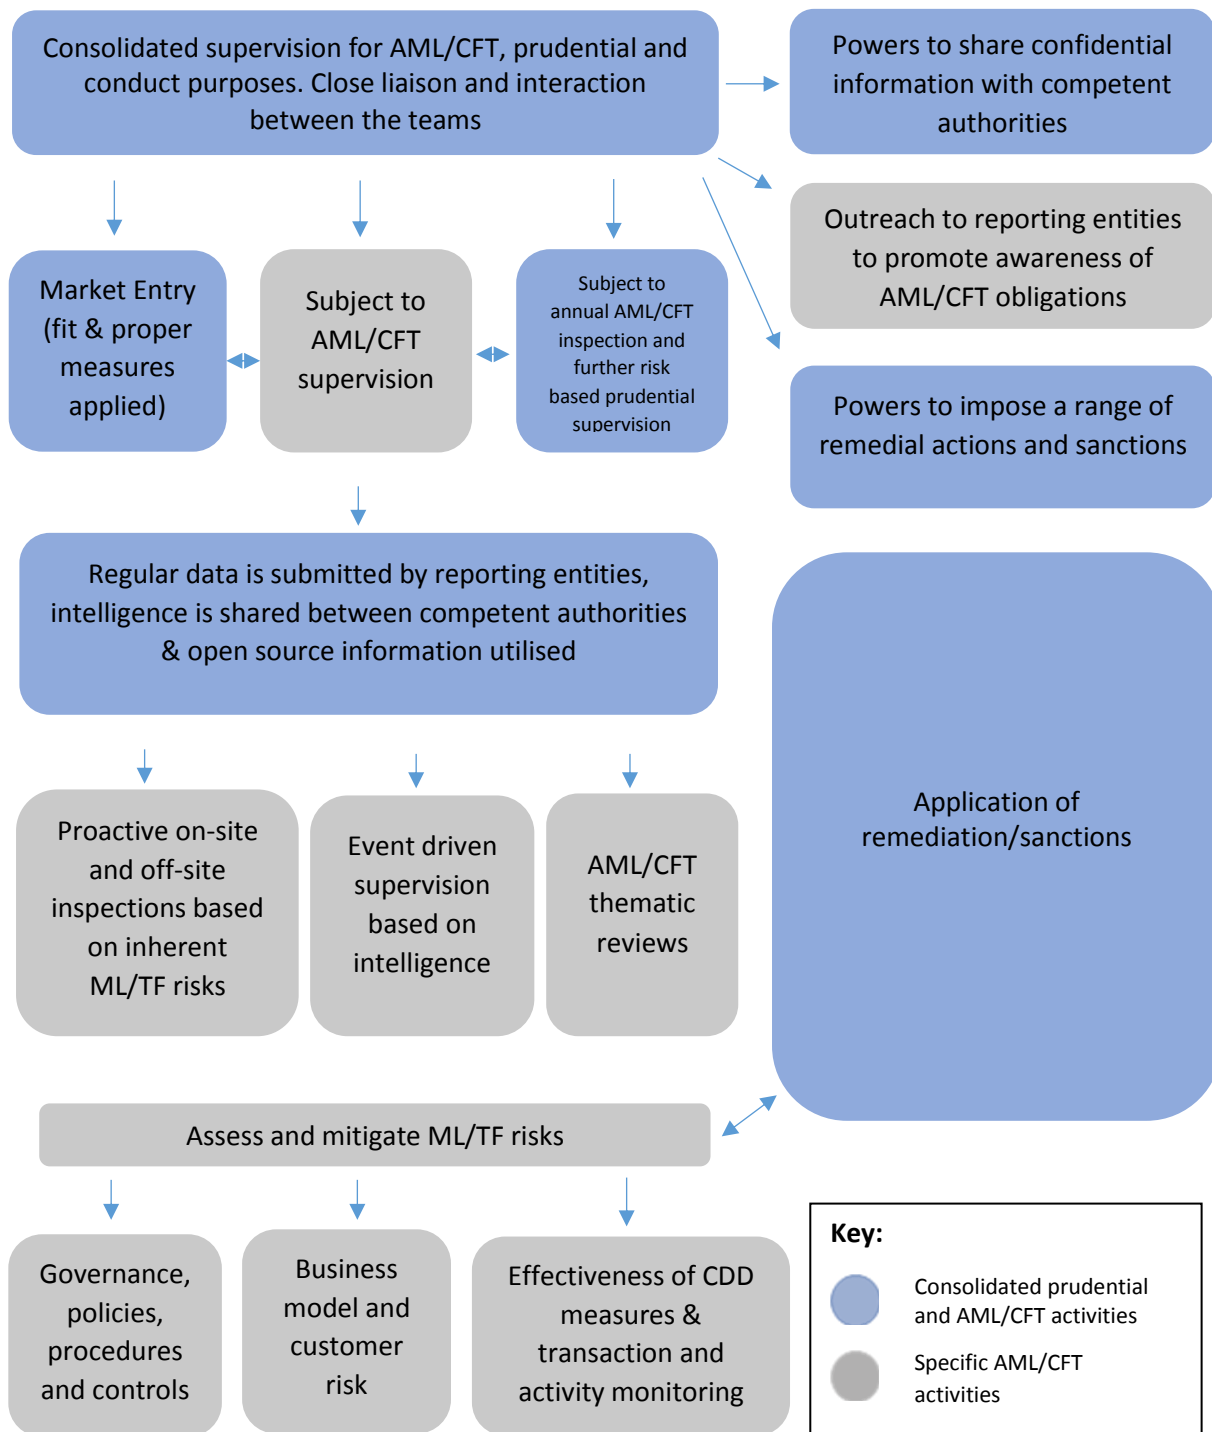 Consolidated supervision for AML/CFT, prudential and
conduct purposes. Close liaison and interaction
between the teams
Powers to share confidential
information with competent
authorities
Outreach to reporting entities
to promote awareness of
AML/CFT obligations
Market Entry
(fit & proper
measures
applied)
Subject to
AML/CFT
supervision
Subject to
annual AML/CFT
inspection and
further risk
based prudential
supervision
Powers to impose a range of
remedial actions and sanctions
Regular data is submitted by reporting entities,
intelligence is shared between competent authorities
& open source information utilised
Application of
remediation/sanctions
Proactive on-site
and off-site
inspections based
on inherent
ML/TF risks
Event driven
supervision
based on
intelligence
AML/CFT
thematic
reviews
Assess and mitigate ML/TF risks
Governance,
policies,
procedures
and controls
Business
model and
customer
risk
Effectiveness of CDD
measures &
transaction and
activity monitoring
Key:
Consolidated prudential
and AML/CFT activities
Specific AML/CFT
activities